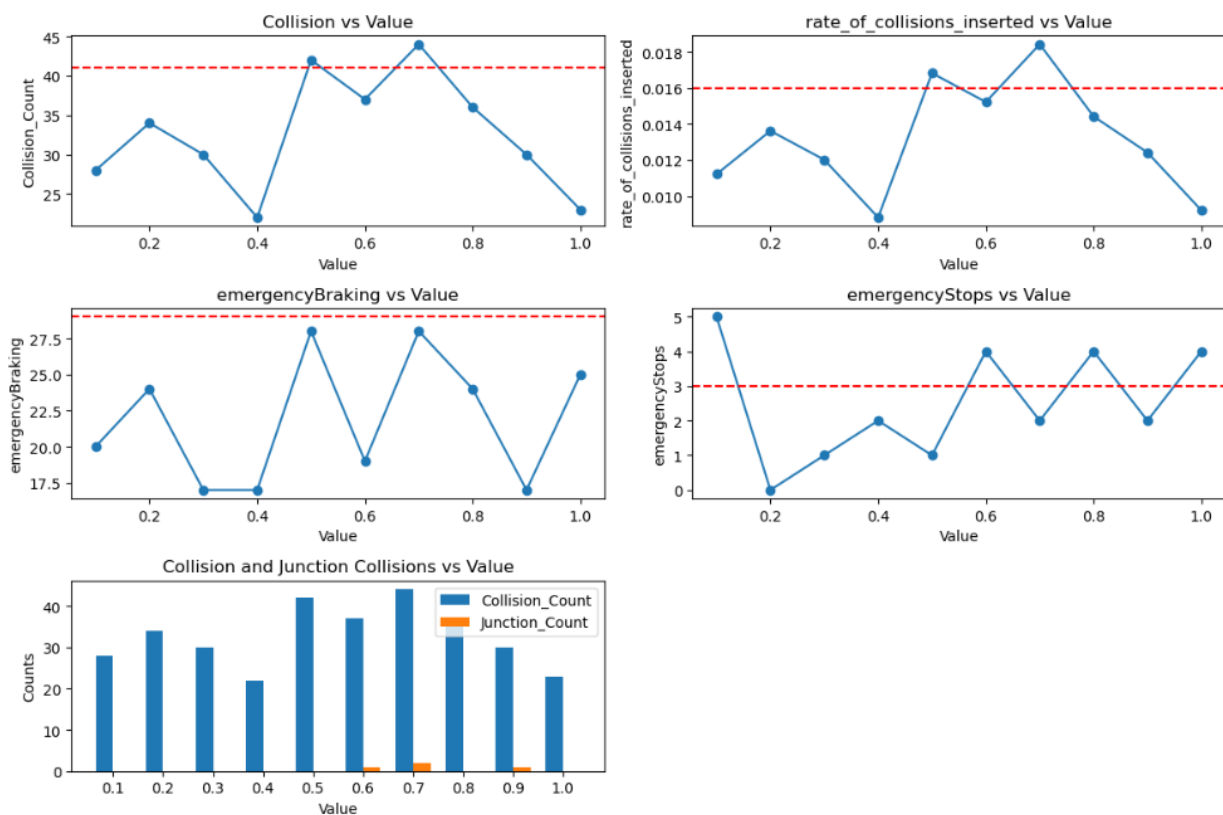 Collision vs Value
45
40
35
30
25
Collision_Count
0.2 0.4 0.6 0.8 1.0
Value
rate_of_collisions_inserted vs Value
0.018
0.016
0.014
0.012
0.010
rate_of_collisions_inserted
0.2 0.4 0.6 0.8 1.0
Value
emergencyBraking vs Value
27.5
25.0
22.5
20.0
17.5
emergencyBraking
0.2 0.4 0.6 0.8 1.0
Value
emergencyStops vs Value
5
4
3
2
1
0
emergencyStops
0.2 0.4 0.6 0.8 1.0
Value
Collision and Junction Collisions vs Value
Collision_Count
Junction_Count
40
30
20
10
0
Counts
0.1 0.2 0.3 0.4 0.5 0.6 0.7 0.8 0.9 1.0
Value